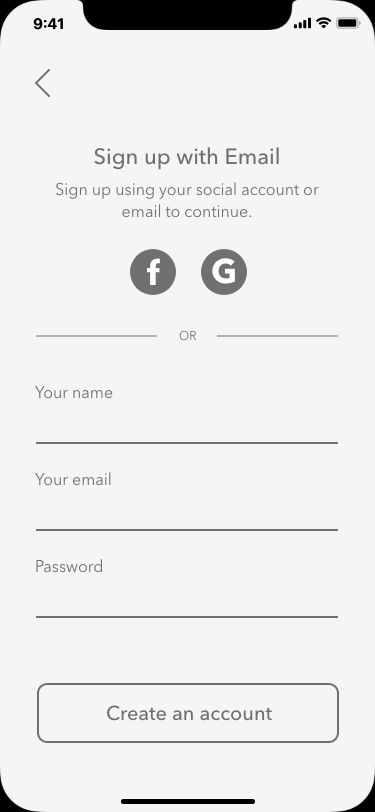 9:41
Sign up with Email
Sign up using your social account or
email to continue.
f G
OR
Your name
Your email
Password
Create an account